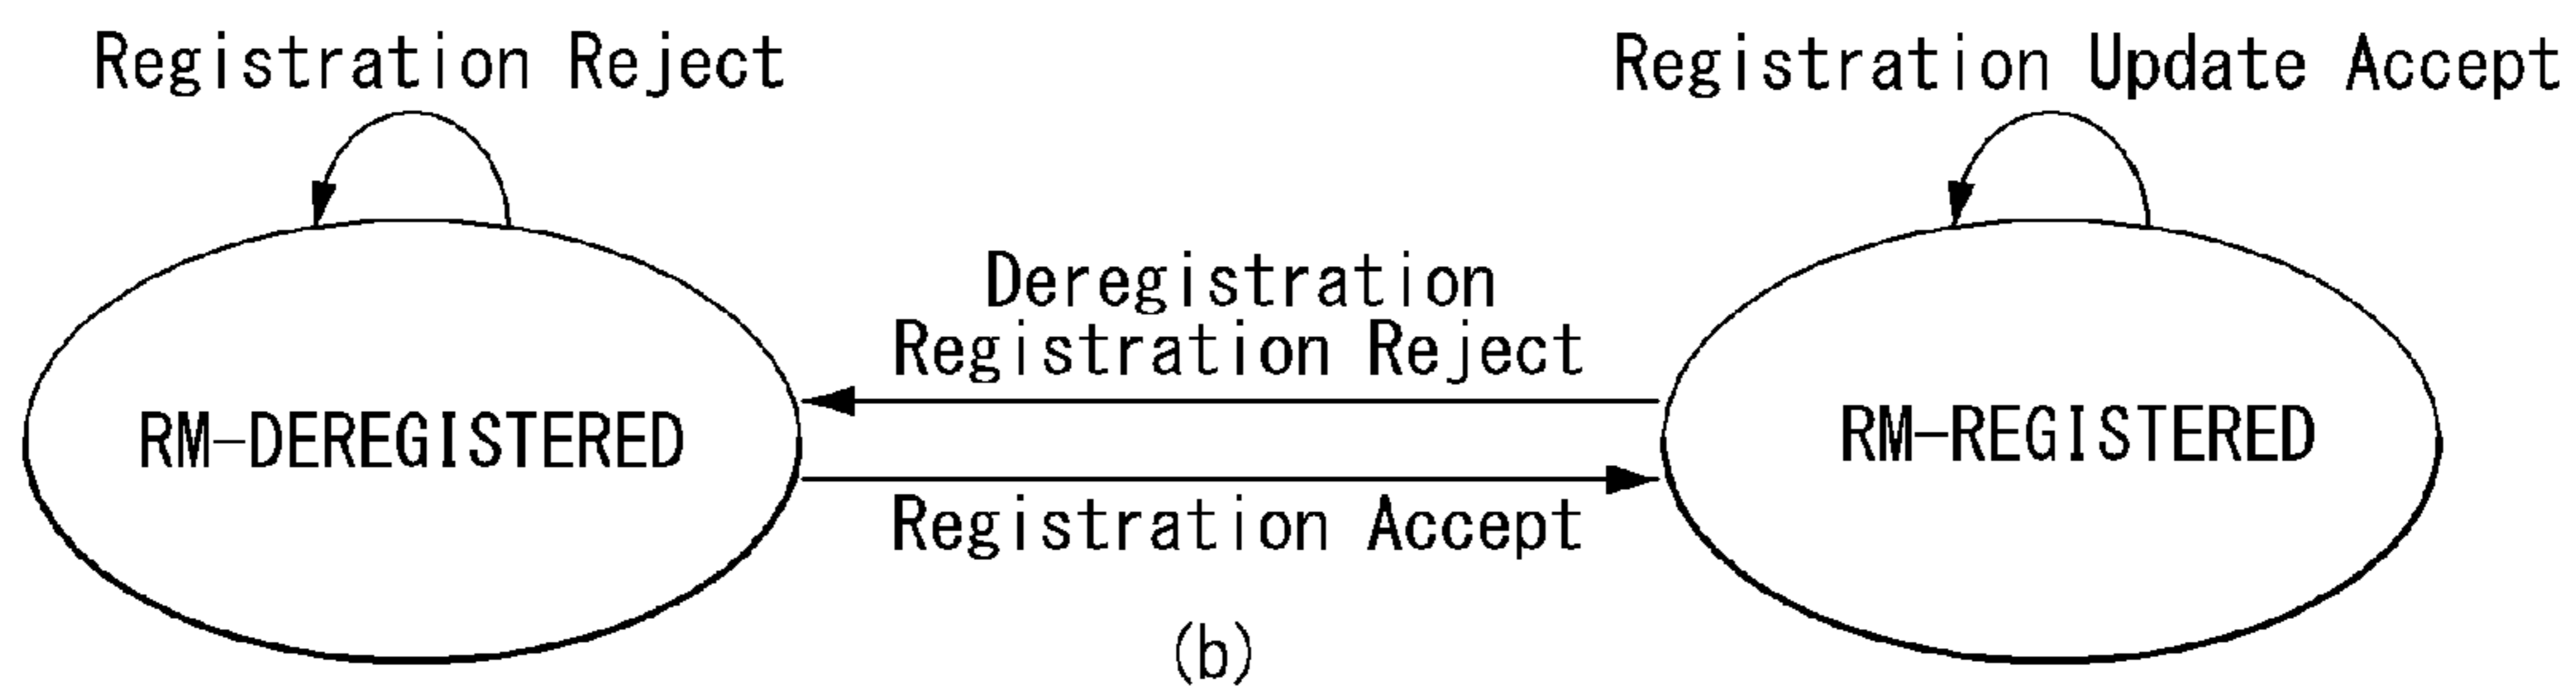 Registration Reject
Registration Update Accept
Deregistration
Registration Reject
RM-DEREGISTERED
RM-REGISTERED
Registration Accept
(b)